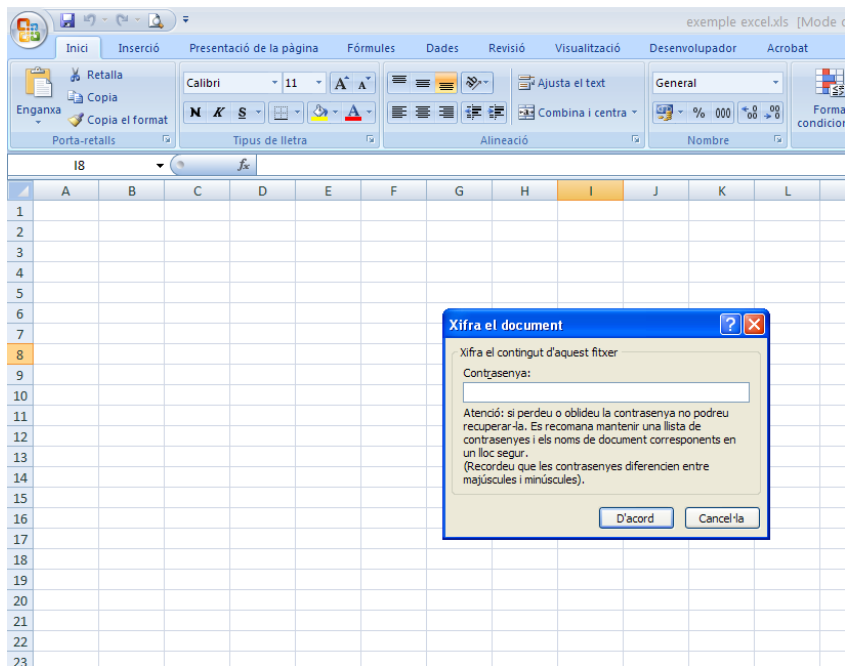 exemple excel.xls [Mode
Inici Inserció Presentació de la pàgina Fórmules Dades Revisió Visualització Desenvolupador Acrobat
Enganxa
Retalla
Copia
Copia el format
Calibri 11 A A
N K S A
Ajusta el text
Combina i centra
General
% 000
Porta-retalls Tipus de lletra Alineació Nombre
I8 fx
A B C D E F G H I J K L
1
2
3
4
5
6
7
8
9
10
11
12
13
14
15
16
17
18
19
20
21
22
23
Xifra el document
Xifra el contingut d'aquest fitxer
Contrasenya:
Atenció: si perdeu o oblideu la contrasenya no podreu
recuperar-la. Es recomana mantenir una llista de
contrasenyes i els noms de document corresponents en
un lloc segur.
(Recordeu que les contrasenyes diferencien entre
majúscules i minúscules).
D'acord Cancel·la